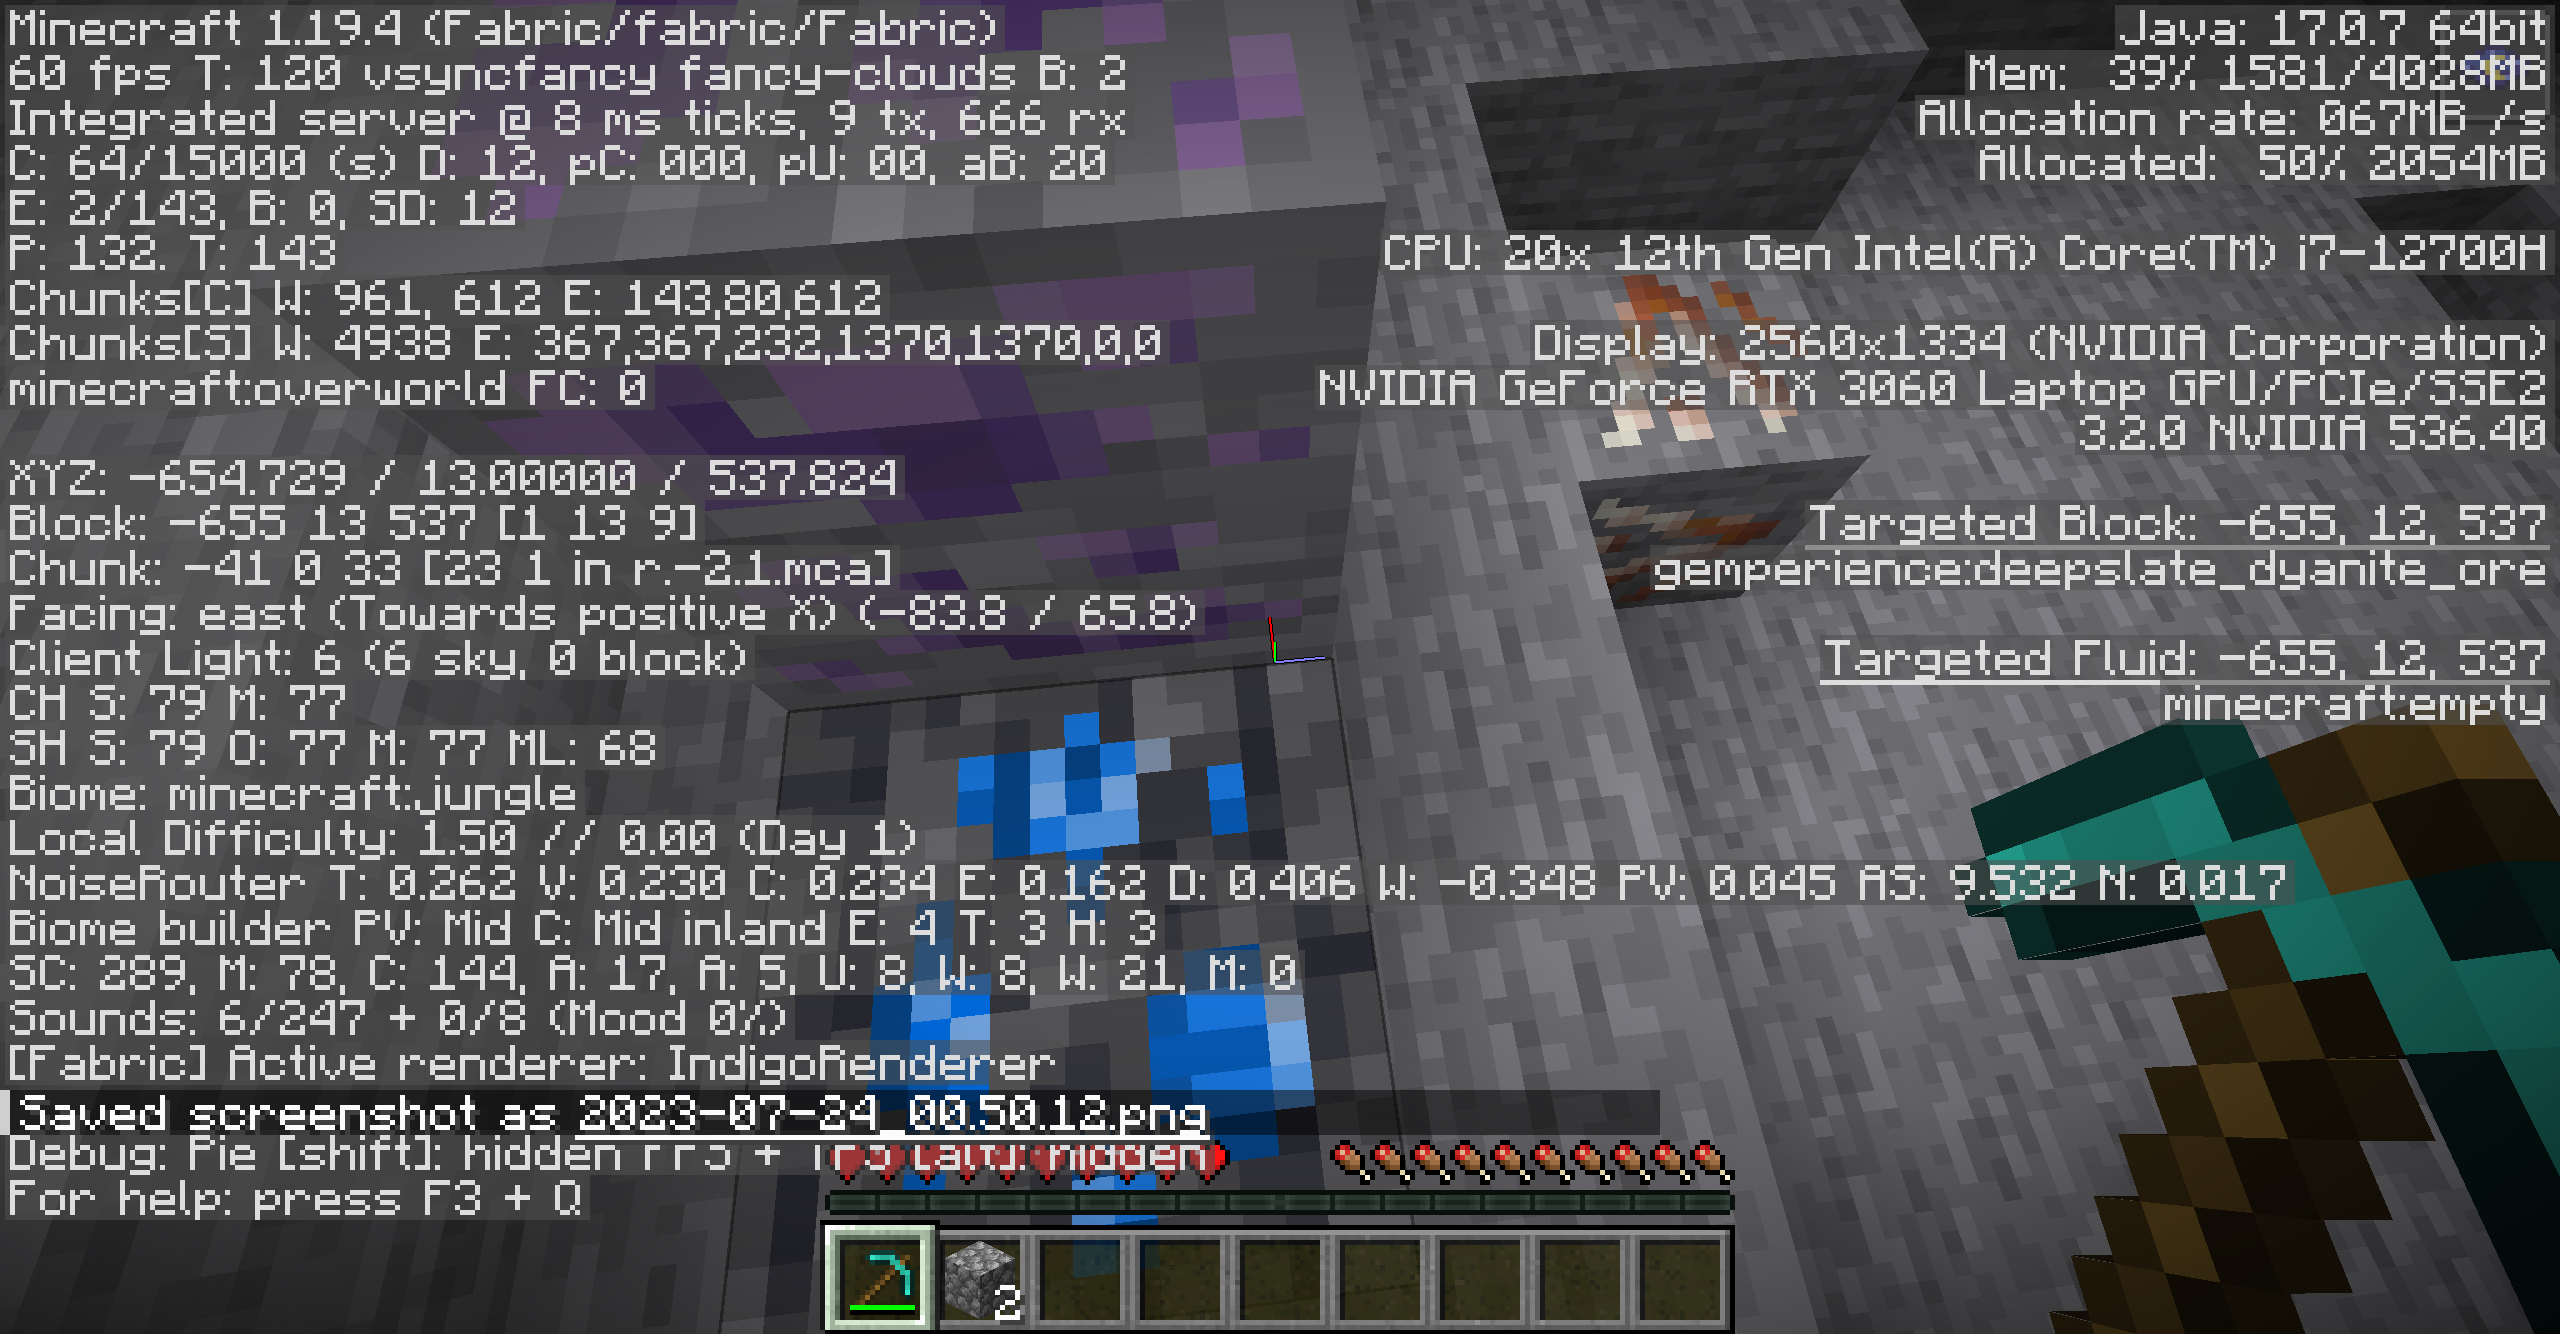 Minecraft 1.19.4 (Fabric/fabric/Fabric)
60 fps T: 120 vsyncfancy fancy-clouds B: 2
Integrated server @ 8 ms ticks, 9 tx, 666 rx
C: 64/15000 (s) D: 12, pC: 000, pU: 00, aB: 20
E: 2/143, B: 0, SD: 12
P: 132. T: 143
Chunks[C] W: 961, 612 E: 143,80,612
Chunks[S] W: 4938 E: 367,367,232,1370,1370,0,0
minecraft:overworld FC: 0
XYZ: -654.729 / 13.00000 / 537.824
Block: -655 13 537 [1 13 9]
Chunk: -41 0 33 [23 1 in r.-2.1.mca]
Facing: east (Towards positive X) (-83.8 / 65.8)
Client Light: 6 (6 sky, 0 block)
CH S: 79 M: 77
SH S: 79 O: 77 M: 77 ML: 68
Biome: minecraft:jungle
Local Difficulty: 1.50 // 0.00 (Day 1)
NoiseRouter T: 0.262 V: 0.230 C: 0.234 E: 0.162 D: 0.406 W: -0.348 PV: 0.045 AS: 9.532 N: 0.017
Biome builder PV: Mid C: Mid inland E: 4 T: 3 H: 3
SC: 289, M: 78, C: 144, A: 17, A: 5, U: 8, W: 8, W: 21, M: 0
Sounds: 6/247 + 0/8 (Mood 0%)
[Fabric] Active renderer: IndigoRenderer
Saved screenshot as 2023-07-24_00.50.12.png
Debug: Pie [shift]: hidden FPS + TPS [alt]: hidden
For help: press F3 + Q
Java: 17.0.7 64bit
Mem: 39% 1581/4028MB
Allocation rate: 067MB /s
Allocated: 50% 2054MB
CPU: 20x 12th Gen Intel(R) Core(TM) i7-12700H
Display: 2560x1334 (NVIDIA Corporation)
NVIDIA GeForce RTX 3060 Laptop GPU/PCIe/SSE2
3.2.0 NVIDIA 536.40
Targeted Block: -655, 12, 537
gemperience:deepslate_dyanite_ore
Targeted Fluid: -655, 12, 537
minecraft:empty
2